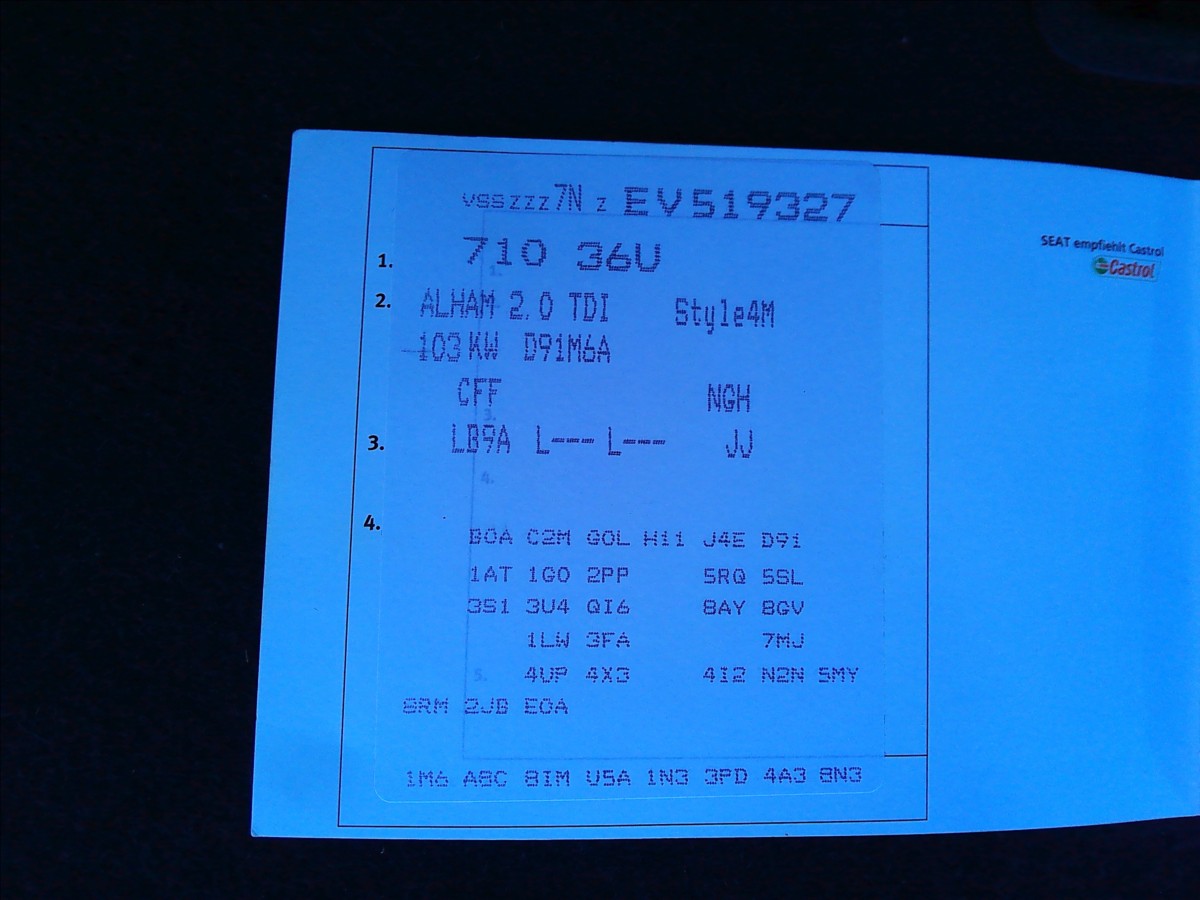 VSSZZZ7N Z EV519327
1. 710 36U
2. ALHAM 2.0 TDI Style4M
103 KW D91M6A
CFF NGH
3. LB9A L--- L--- JJ
4.
B0A C2M G0L H11 J4E D91
1AT 1G0 2PP 5RQ 5SL
3S1 3U4 QI6 8AY 8GV
1LW 3FA 7MJ
4UP 4X3 4I2 N2N 5MY
8RM 2JB E0A
1M6 A8C 8IM U5A 1N3 3PD 4A3 8N3
SEAT empfiehlt Castrol
Castrol